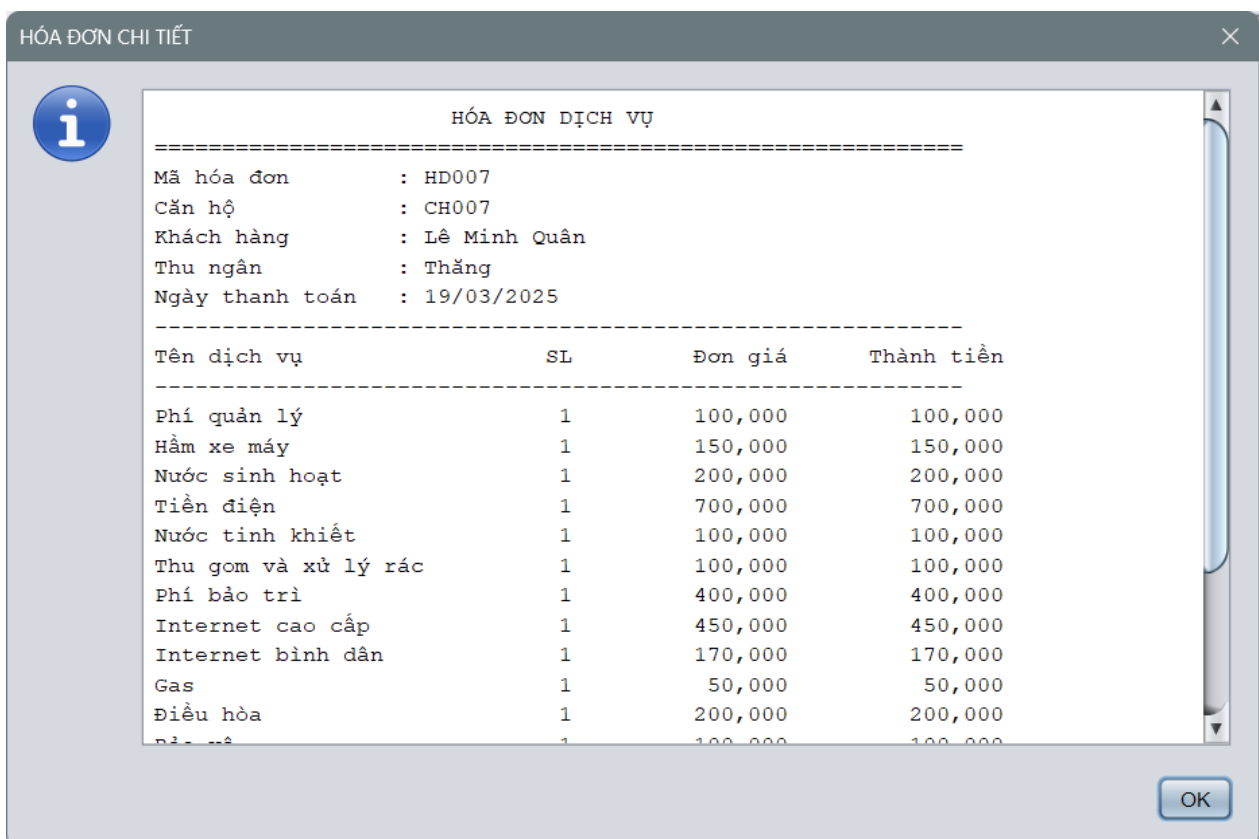 HÓA ĐƠN CHI TIẾT
HÓA ĐƠN DỊCH VỤ
============================================================
Mã hóa đơn : HD007
Căn hộ : CH007
Khách hàng : Lê Minh Quân
Thu ngân : Thăng
Ngày thanh toán : 19/03/2025
------------------------------------------------------------
Tên dịch vụ SL Đơn giá Thành tiền
------------------------------------------------------------
Phí quản lý 1 100,000 100,000
Hầm xe máy 1 150,000 150,000
Nước sinh hoạt 1 200,000 200,000
Tiền điện 1 700,000 700,000
Nước tinh khiết 1 100,000 100,000
Thu gom và xử lý rác 1 100,000 100,000
Phí bảo trì 1 400,000 400,000
Internet cao cấp 1 450,000 450,000
Internet bình dân 1 170,000 170,000
Gas 1 50,000 50,000
Điều hòa 1 200,000 200,000
OK